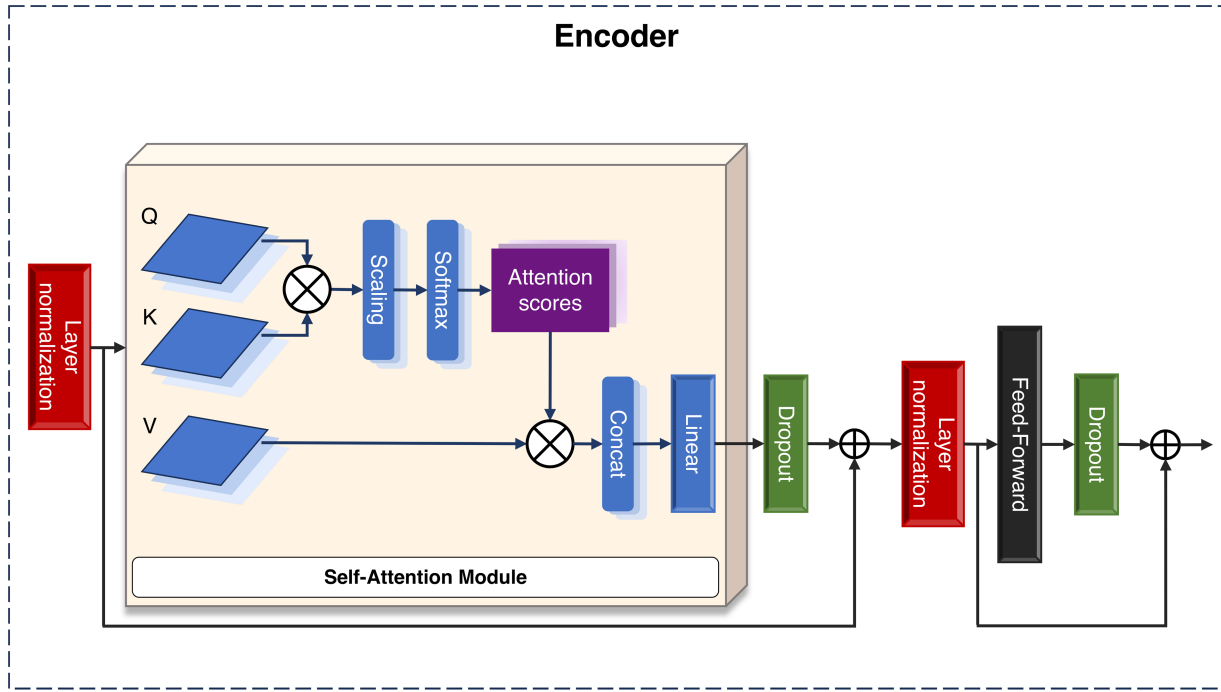 Encoder
Layer
normalization
Q
K
V
Scaling
Softmax
Attention
scores
Concat
Linear
Self-Attention Module
Dropout
Layer
normalization
Feed-Forward
Dropout